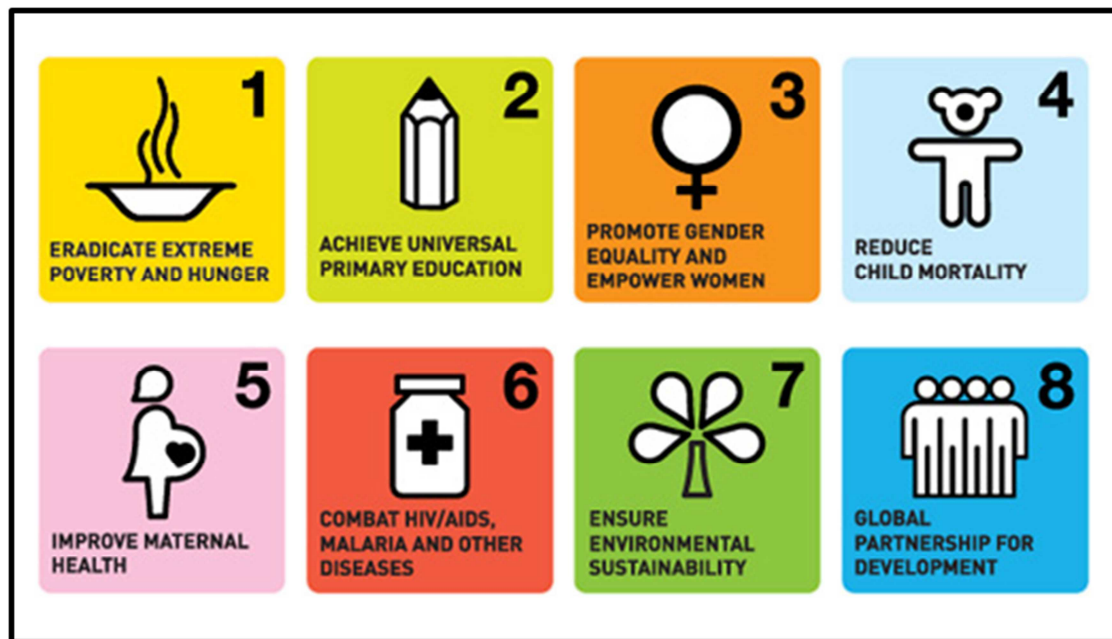 1
ERADICATE EXTREME
POVERTY AND HUNGER
2
ACHIEVE UNIVERSAL
PRIMARY EDUCATION
3
PROMOTE GENDER
EQUALITY AND
EMPOWER WOMEN
4
REDUCE
CHILD MORTALITY
5
IMPROVE MATERNAL
HEALTH
6
COMBAT HIV/AIDS,
MALARIA AND OTHER
DISEASES
7
ENSURE
ENVIRONMENTAL
SUSTAINABILITY
8
GLOBAL
PARTNERSHIP FOR
DEVELOPMENT